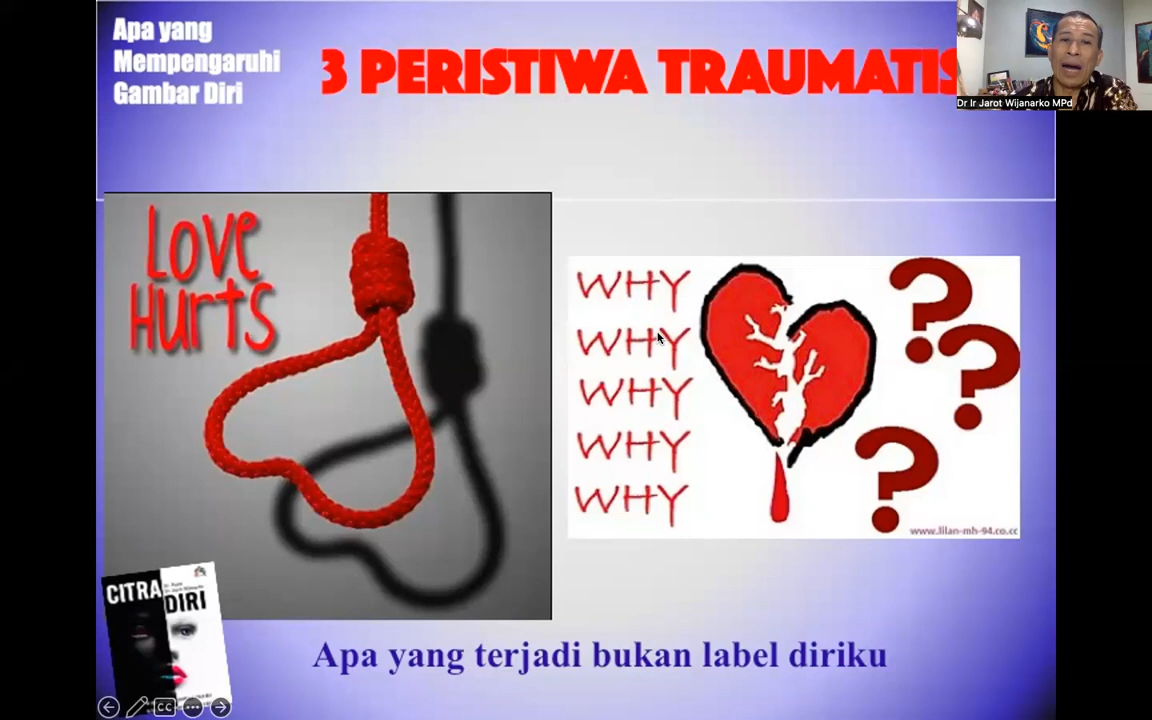 Apa yang
Mempengaruhi
Gambar Diri
3 PERISTIWA TRAUMATIS
Dr Ir Jarot Wijanarko MPd
LOVE
HURTS
WHY
WHY
WHY
WHY
WHY
? ? ?
www.lilan-mh-94.co.cc
CITRA
DIRI
Apa yang terjadi bukan label diriku
CC